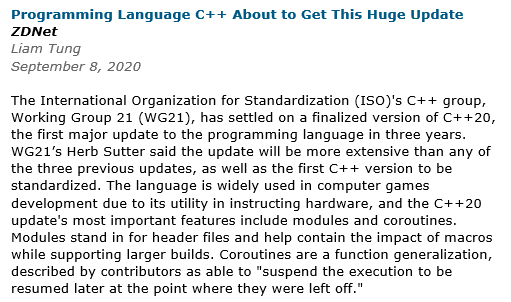 Programming Language C++ About to Get This Huge Update
ZDNet
Liam Tung
September 8, 2020
The International Organization for Standardization (ISO)'s C++ group,
Working Group 21 (WG21), has settled on a finalized version of C++20,
the first major update to the programming language in three years.
WG21’s Herb Sutter said the update will be more extensive than any of
the three previous updates, as well as the first C++ version to be
standardized. The language is widely used in computer games
development due to its utility in instructing hardware, and the C++20
update's most important features include modules and coroutines.
Modules stand in for header files and help contain the impact of macros
while supporting larger builds. Coroutines are a function generalization,
described by contributors as able to "suspend the execution to be
resumed later at the point where they were left off."